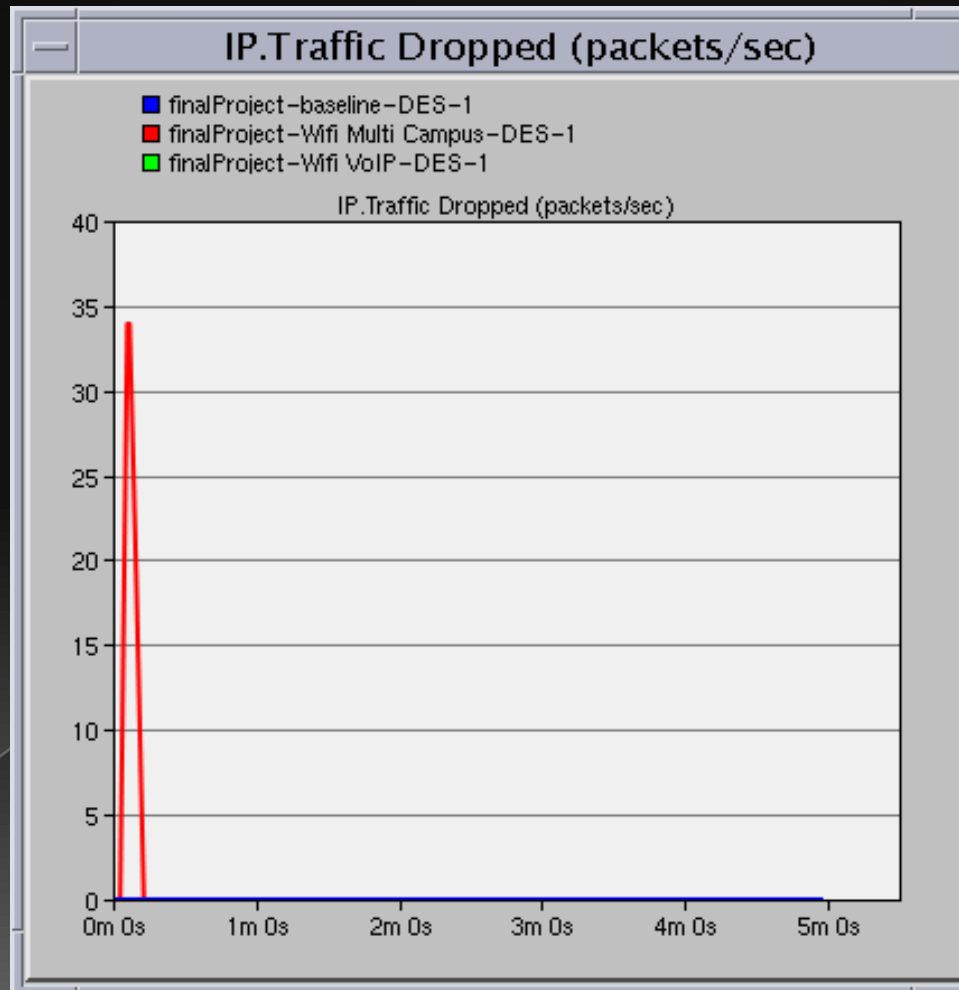 IP.Traffic Dropped (packets/sec)
finalProject-baseline-DES-1
finalProject-Wifi Multi Campus-DES-1
finalProject-Wifi VoIP-DES-1
IP.Traffic Dropped (packets/sec)
40
35
30
25
20
15
10
5
0
0m 0s 1m 0s 2m 0s 3m 0s 4m 0s 5m 0s